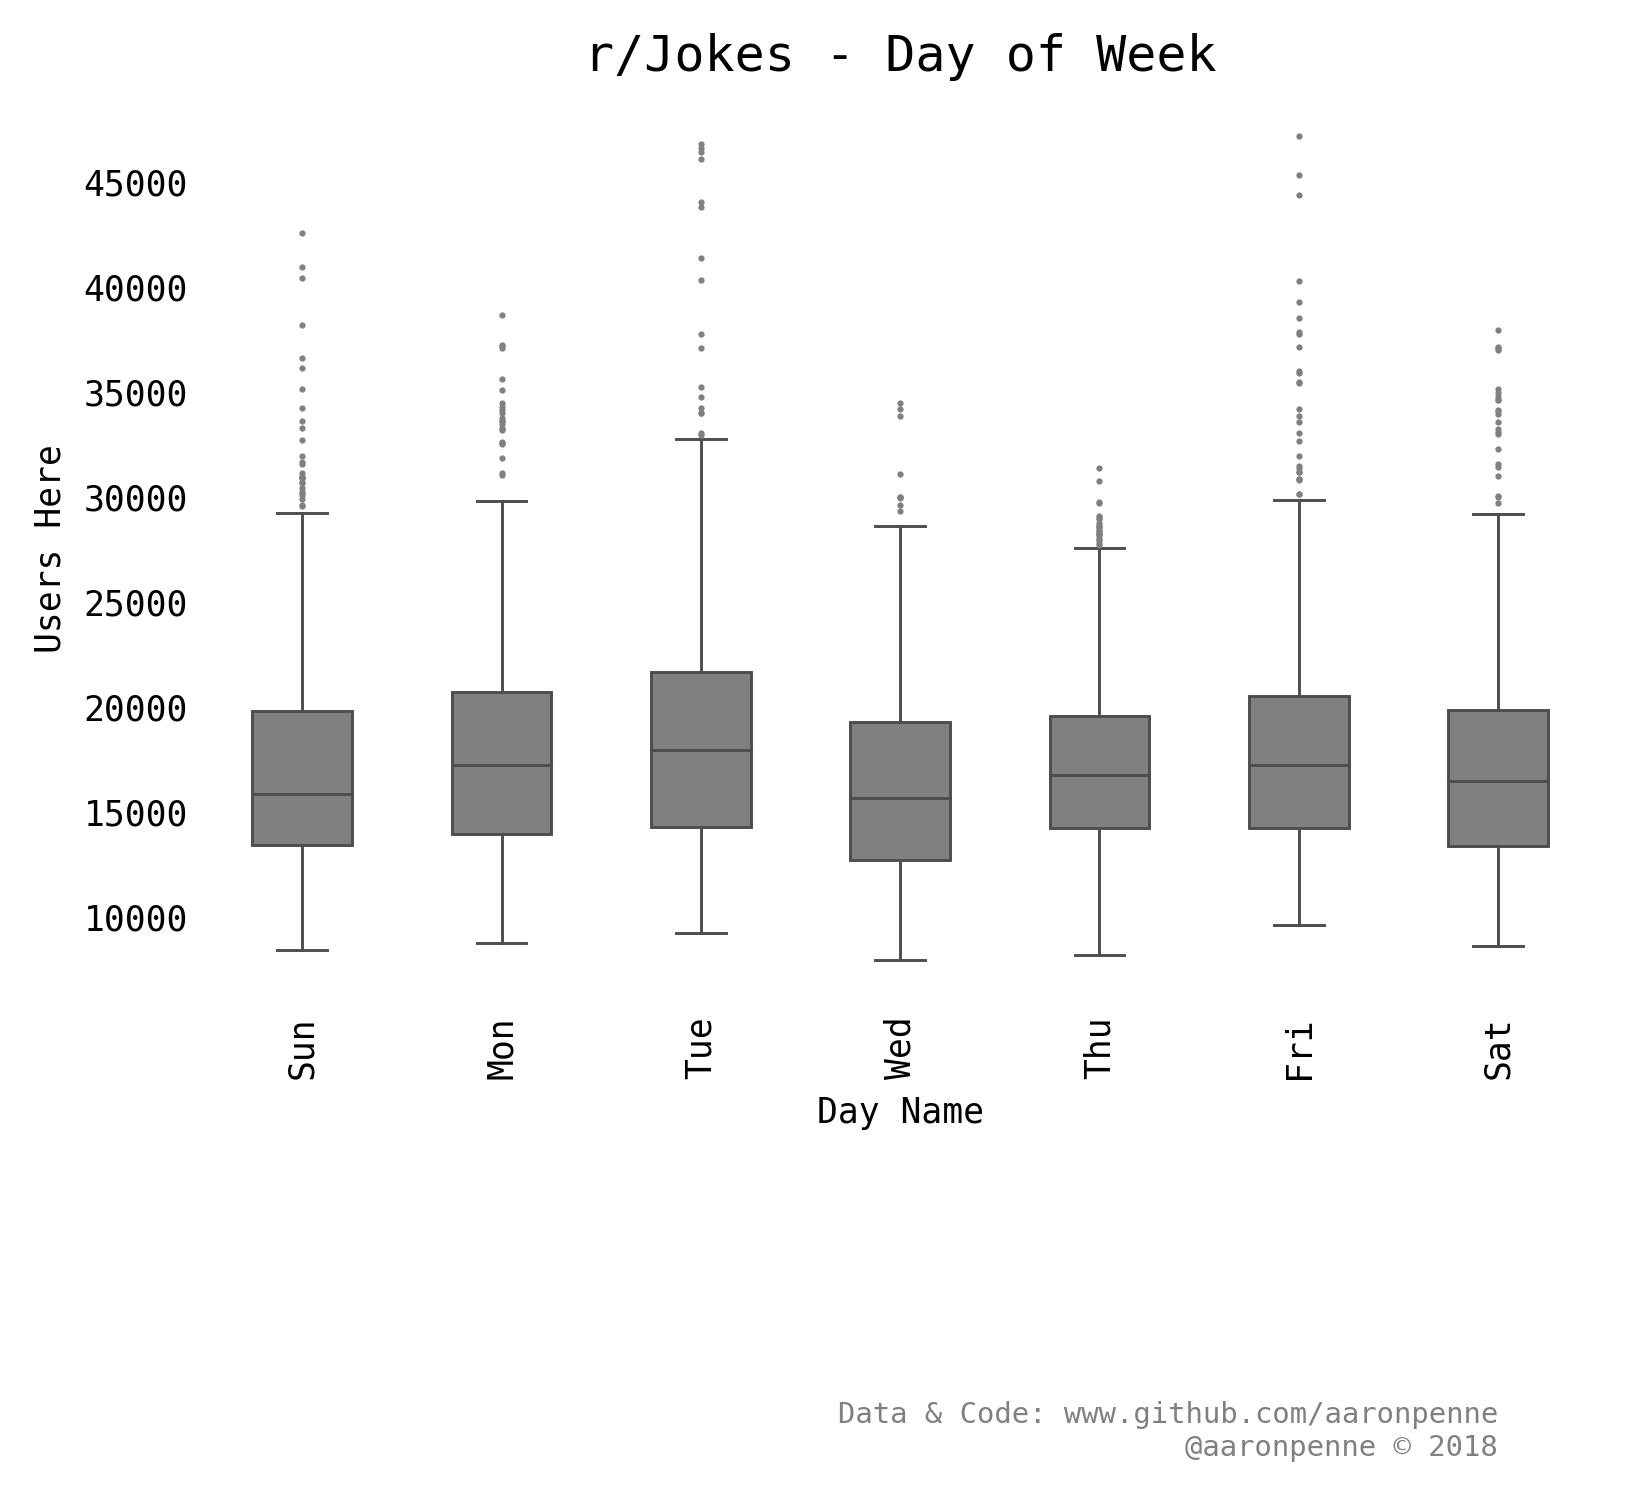 r/Jokes - Day of Week
45000
40000
35000
30000
25000
20000
15000
10000
Users Here
Sun
Mon
Tue
Wed
Thu
Fri
Sat
Day Name
Data & Code: www.github.com/aaronpenne
@aaronpenne © 2018